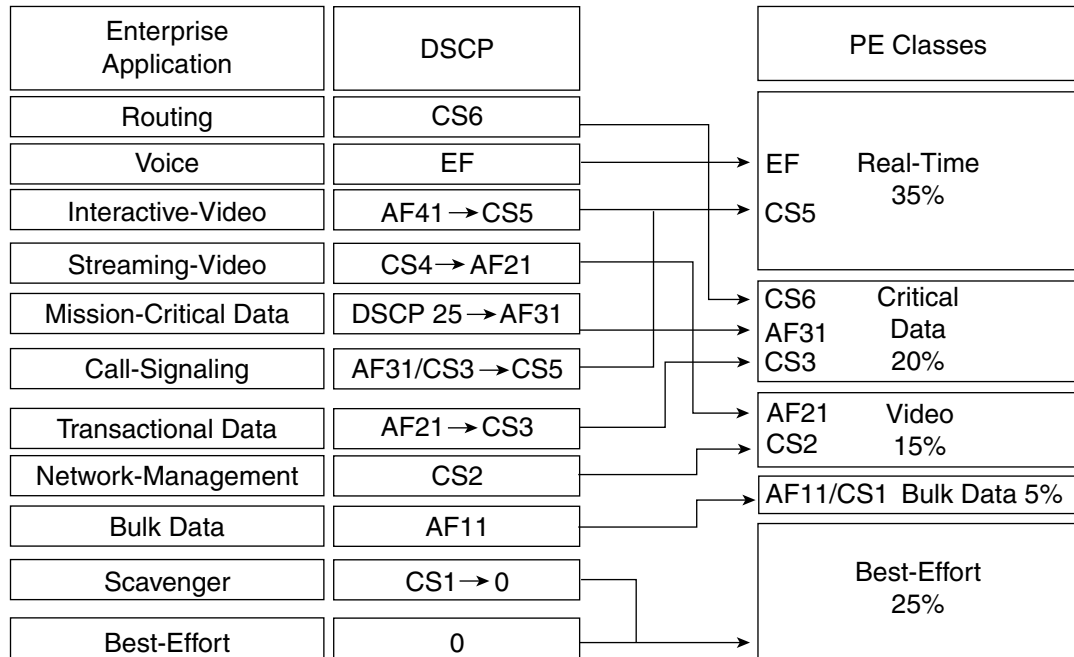 Enterprise
Application
DSCP
PE Classes
Routing
CS6
Voice
EF
Interactive-Video
AF41→CS5
Streaming-Video
CS4→AF21
Mission-Critical Data
DSCP 25→AF31
Call-Signaling
AF31/CS3→CS5
Transactional Data
AF21→CS3
Network-Management
CS2
Bulk Data
AF11
Scavenger
CS1→0
Best-Effort
0
EF Real-Time
35%
CS5
CS6 Critical
AF31 Data
CS3 20%
AF21 Video
CS2 15%
AF11/CS1 Bulk Data 5%
Best-Effort
25%